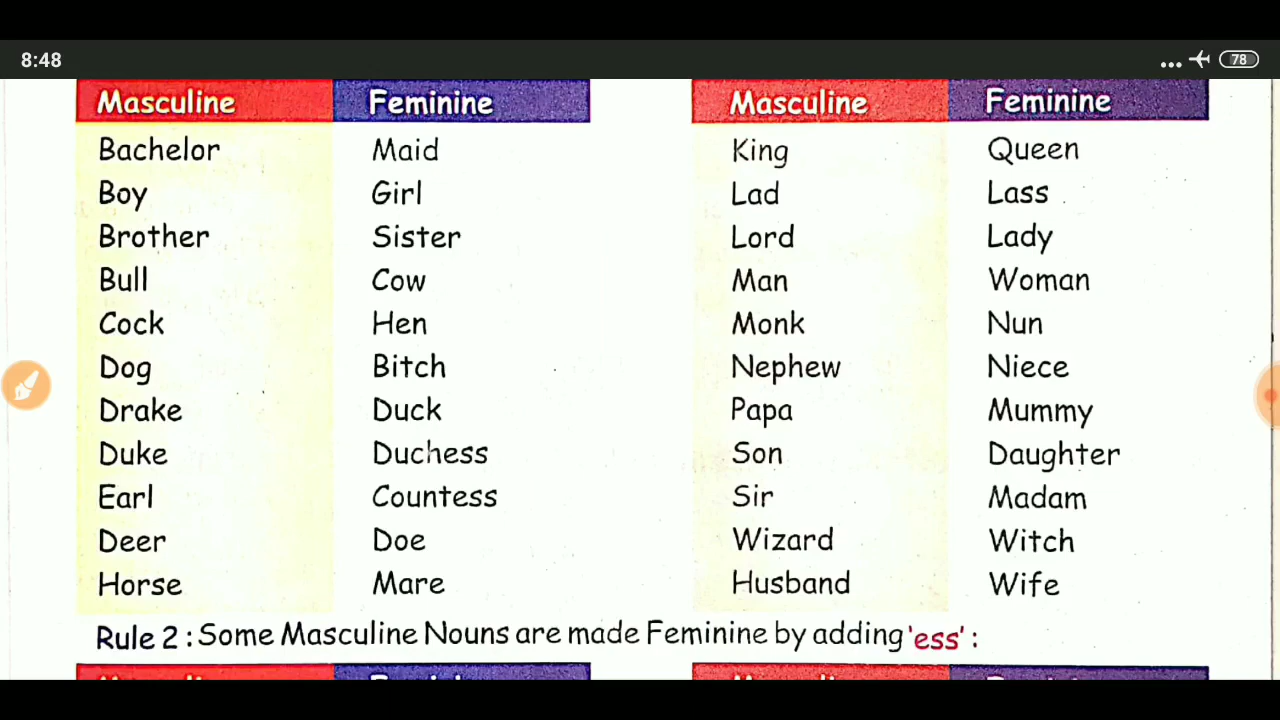 8:48 78
Masculine Feminine Masculine Feminine
Bachelor Maid King Queen
Boy Girl Lad Lass
Brother Sister Lord Lady
Bull Cow Man Woman
Cock Hen Monk Nun
Dog Bitch Nephew Niece
Drake Duck Papa Mummy
Duke Duchess Son Daughter
Earl Countess Sir Madam
Deer Doe Wizard Witch
Horse Mare Husband Wife
Rule 2 : Some Masculine Nouns are made Feminine by adding 'ess' :